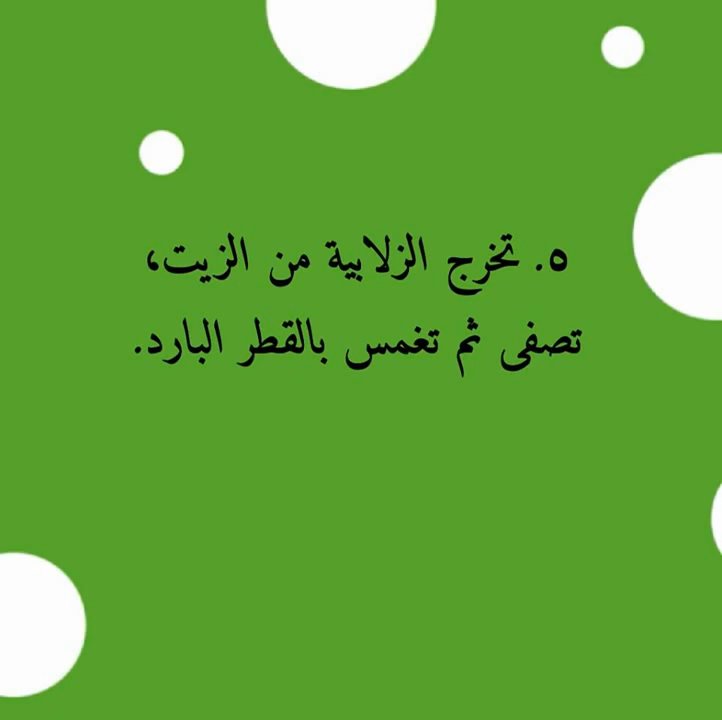 ٥. تخرج الزلابية من الزيت،
تصفى ثم تغمس بالقطر البارد.